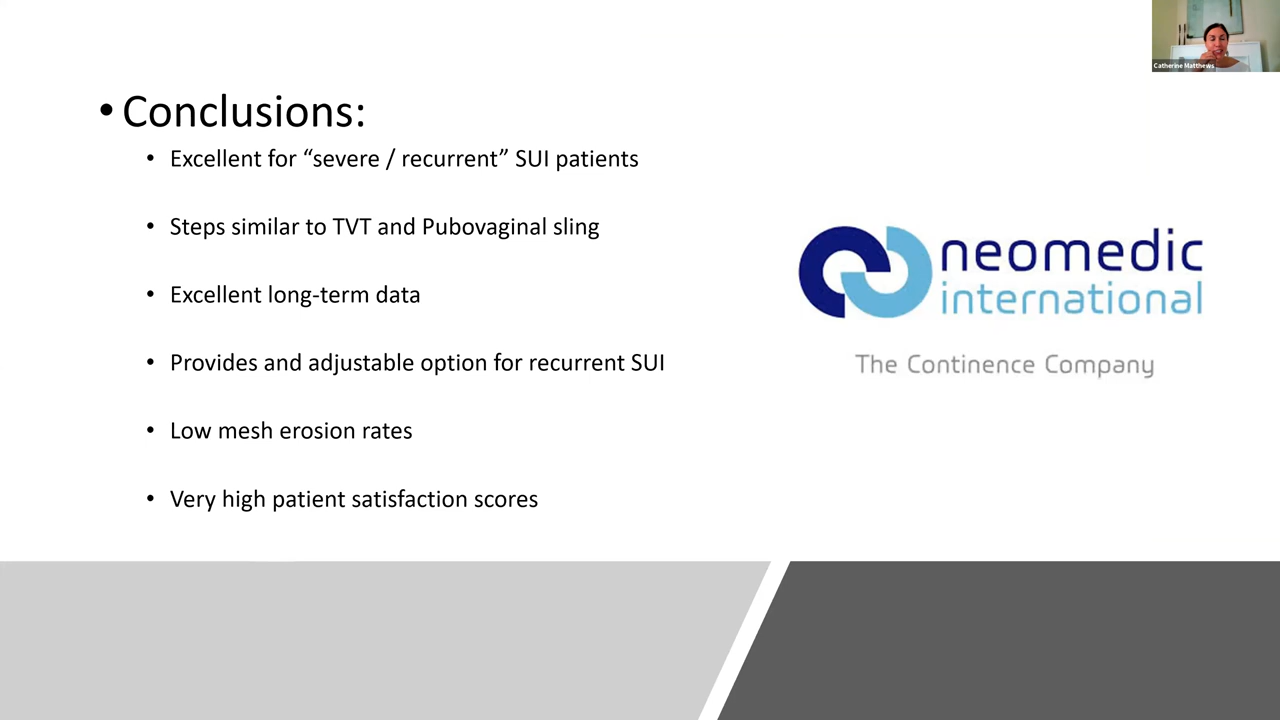 Catherine Matthews
• Conclusions:
• Excellent for “severe / recurrent” SUI patients
• Steps similar to TVT and Pubovaginal sling
• Excellent long-term data
• Provides and adjustable option for recurrent SUI
• Low mesh erosion rates
• Very high patient satisfaction scores
neomedic
international
The Continence Company